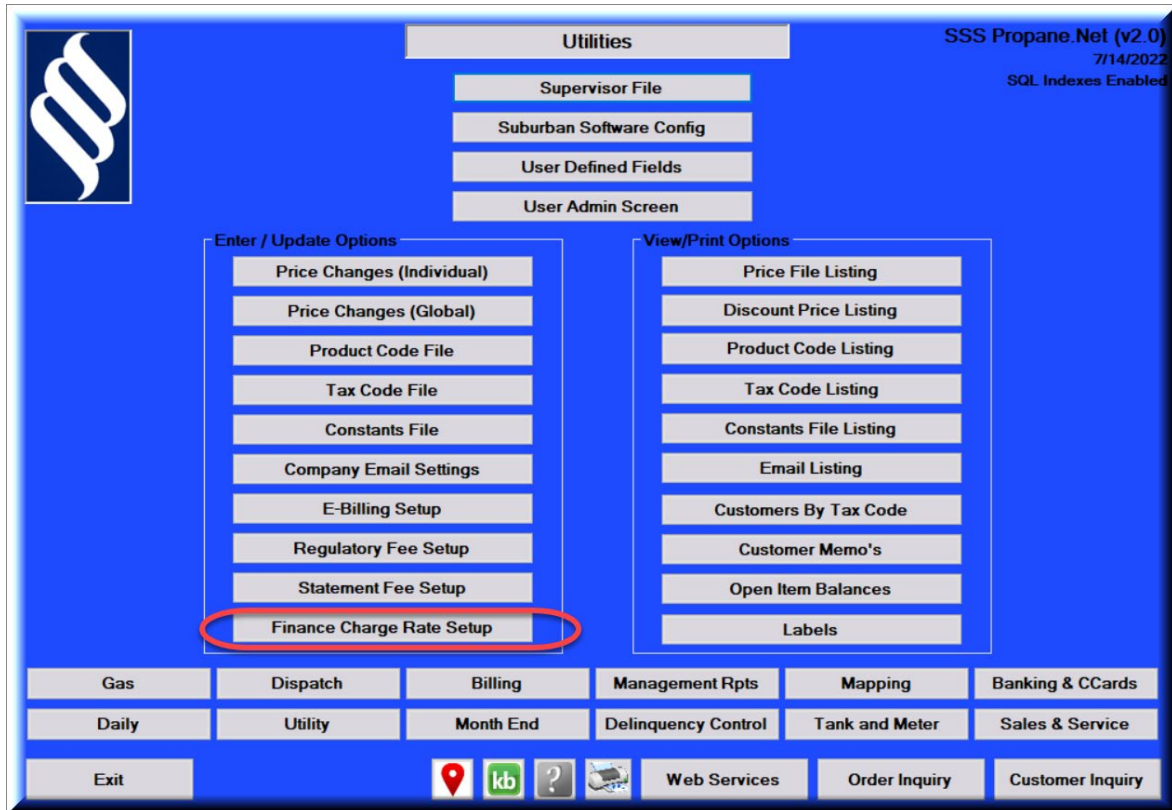 Utilities
SSS Propane.Net (v2.0)
7/14/2022
SQL Indexes Enabled
Supervisor File
Suburban Software Config
User Defined Fields
User Admin Screen
Enter / Update Options
Price Changes (Individual)
Price Changes (Global)
Product Code File
Tax Code File
Constants File
Company Email Settings
E-Billing Setup
Regulatory Fee Setup
Statement Fee Setup
Finance Charge Rate Setup
View/Print Options
Price File Listing
Discount Price Listing
Product Code Listing
Tax Code Listing
Constants File Listing
Email Listing
Customers By Tax Code
Customer Memo's
Open Item Balances
Labels
Gas Dispatch Billing Management Rpts Mapping Banking & CCards
Daily Utility Month End Delinquency Control Tank and Meter Sales & Service
Exit kb ? Web Services Order Inquiry Customer Inquiry